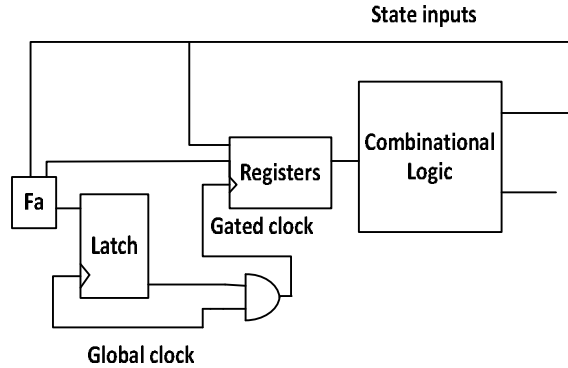 State inputs
Combinational
Logic
Registers
Fa
Gated clock
Latch
Global clock